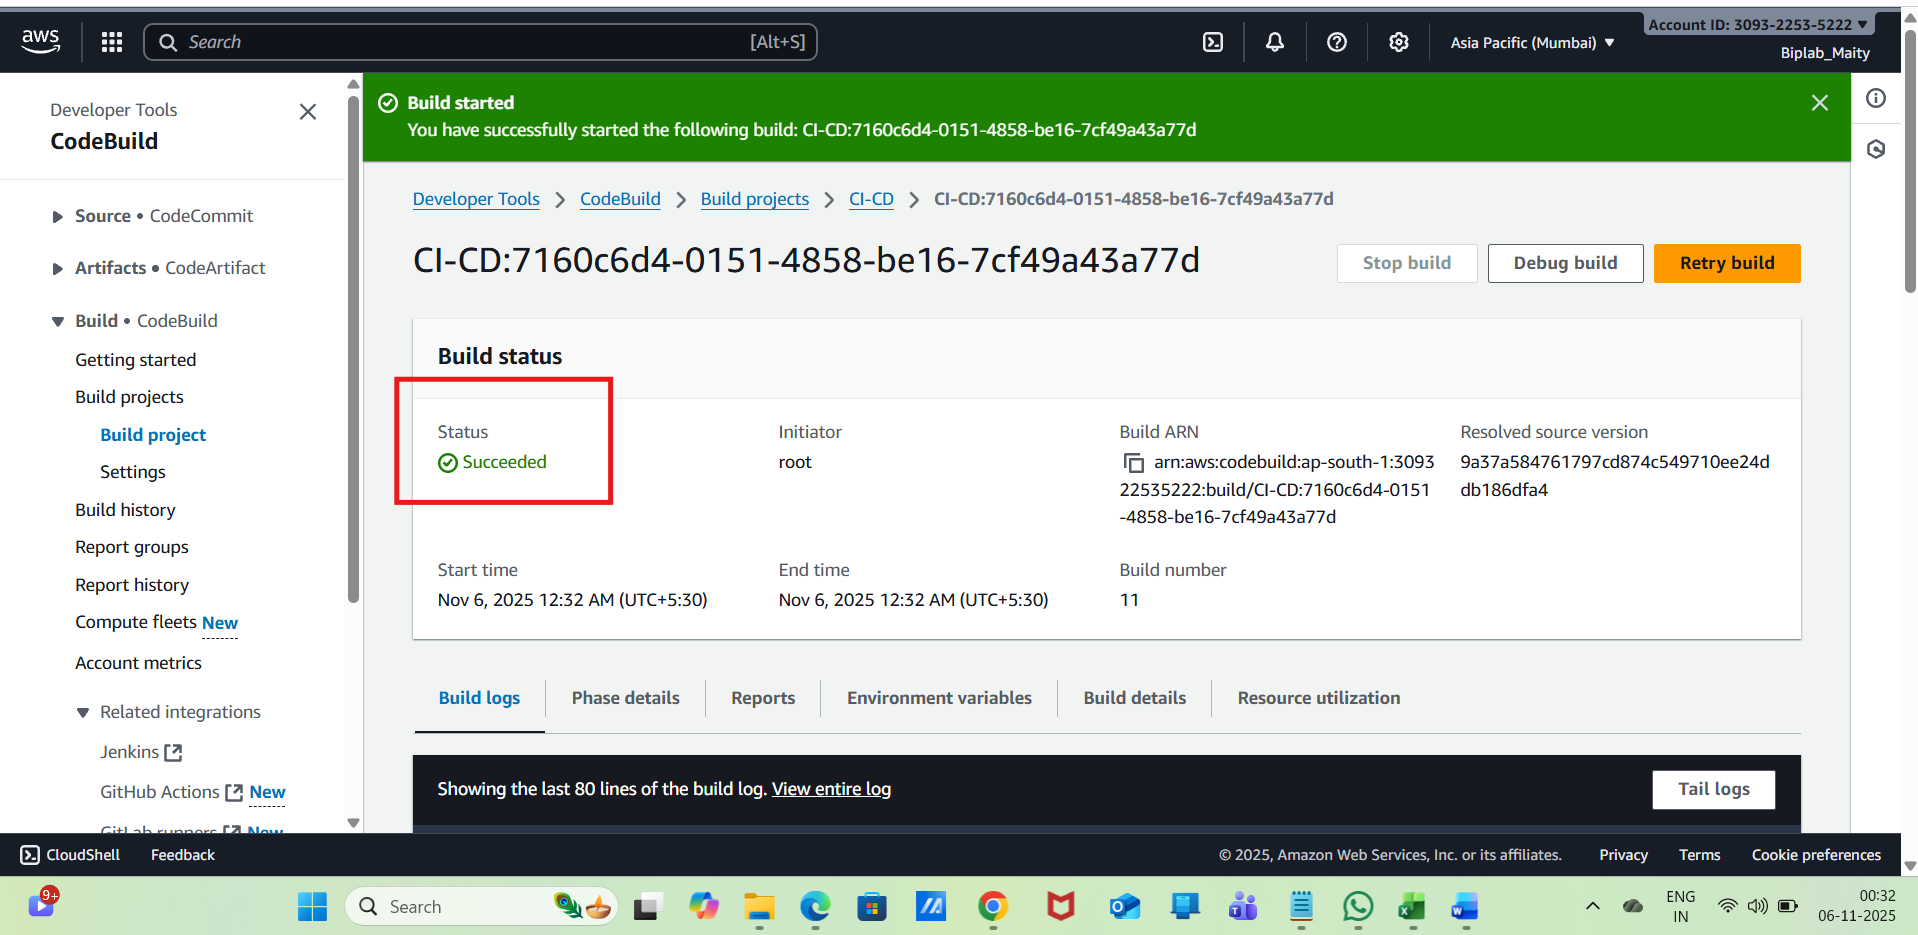 aws
Search
[Alt+S]
Asia Pacific (Mumbai)
Account ID: 3093-2253-5222
Biplab_Maity
Developer Tools
CodeBuild
Source • CodeCommit
Artifacts • CodeArtifact
Build • CodeBuild
Getting started
Build projects
Build project
Settings
Build history
Report groups
Report history
Compute fleets New
Account metrics
Related integrations
Jenkins
GitHub Actions New
GitLab runners New
Build started
You have successfully started the following build: CI-CD:7160c6d4-0151-4858-be16-7cf49a43a77d
Developer Tools > CodeBuild > Build projects > CI-CD > CI-CD:7160c6d4-0151-4858-be16-7cf49a43a77d
CI-CD:7160c6d4-0151-4858-be16-7cf49a43a77d
Stop build
Debug build
Retry build
Build status
Status
Succeeded
Initiator
root
Build ARN
arn:aws:codebuild:ap-south-1:3093
22535222:build/CI-CD:7160c6d4-0151
-4858-be16-7cf49a43a77d
Resolved source version
9a37a584761797cd874c549710ee24d
db186dfa4
Start time
Nov 6, 2025 12:32 AM (UTC+5:30)
End time
Nov 6, 2025 12:32 AM (UTC+5:30)
Build number
11
Build logs
Phase details
Reports
Environment variables
Build details
Resource utilization
Showing the last 80 lines of the build log. View entire log
Tail logs
CloudShell
Feedback
© 2025, Amazon Web Services, Inc. or its affiliates.
Privacy
Terms
Cookie preferences
9+
Search
ENG
IN
00:32
06-11-2025